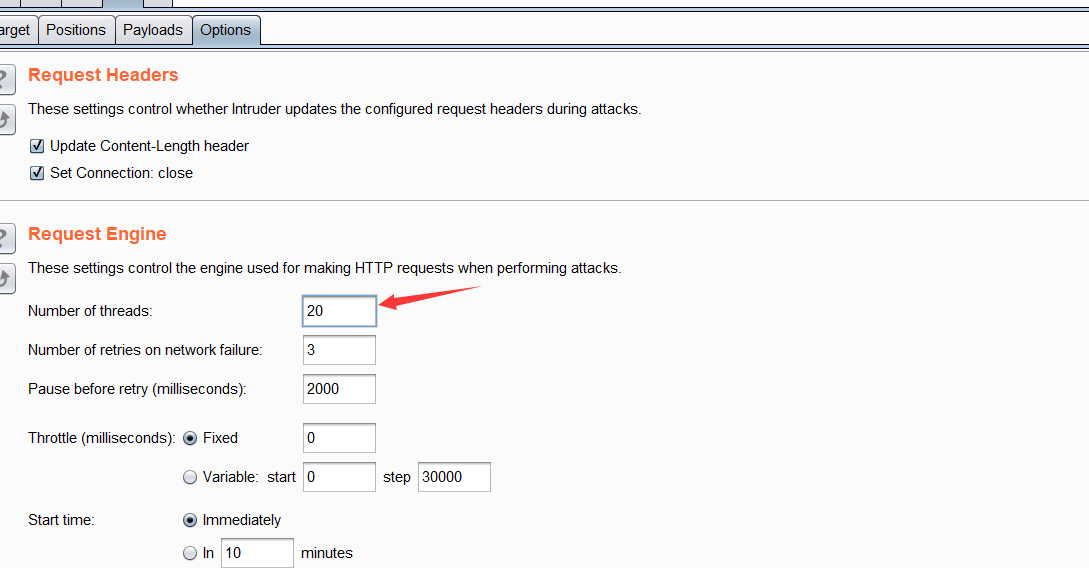 arget Positions Payloads Options
Request Headers
These settings control whether Intruder updates the configured request headers during attacks.
Update Content-Length header
Set Connection: close
Request Engine
These settings control the engine used for making HTTP requests when performing attacks.
Number of threads: 20
Number of retries on network failure: 3
Pause before retry (milliseconds): 2000
Throttle (milliseconds): Fixed 0
Variable: start 0 step 30000
Start time: Immediately
In 10 minutes